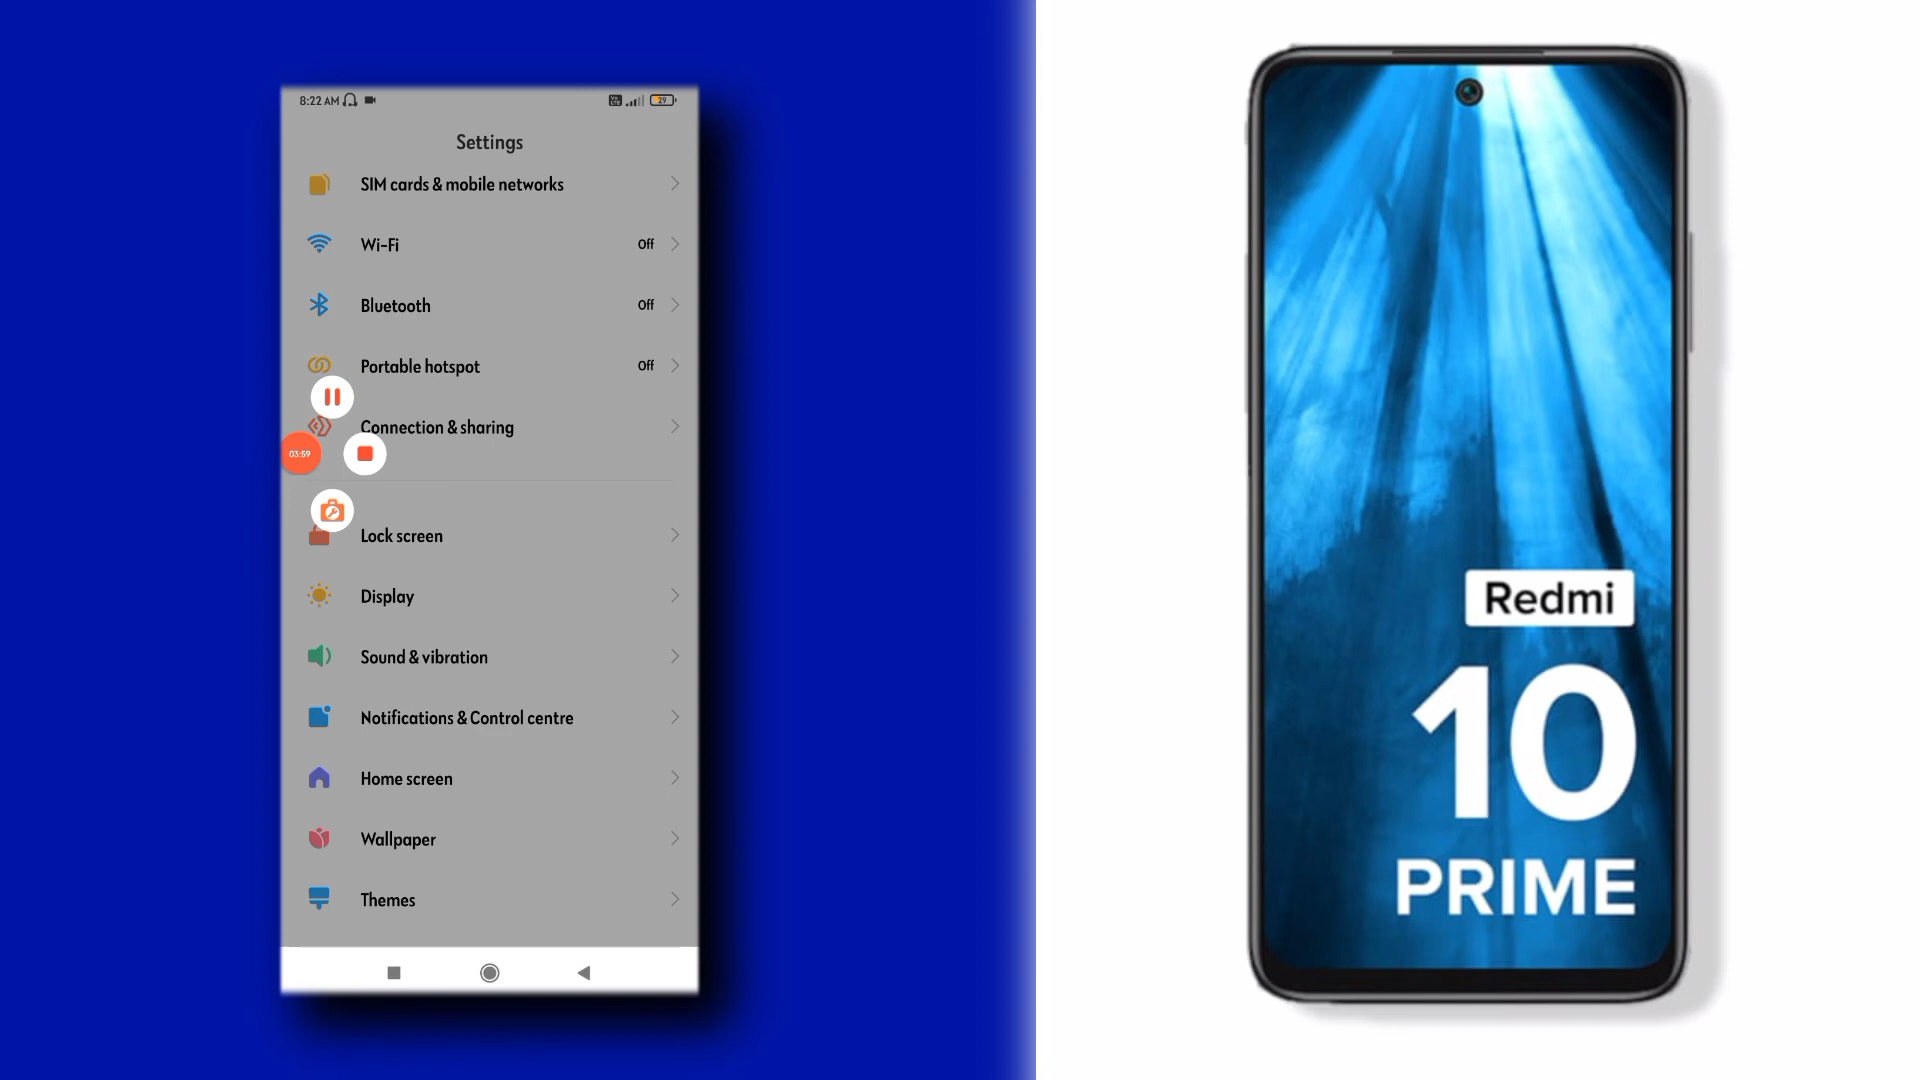 8:22 AM
29
Settings
SIM cards & mobile networks
Wi-Fi
Off
Bluetooth
Off
Portable hotspot
Off
Connection & sharing
03:59
Lock screen
Display
Sound & vibration
Notifications & Control centre
Home screen
Wallpaper
Themes
Redmi
10
PRIME